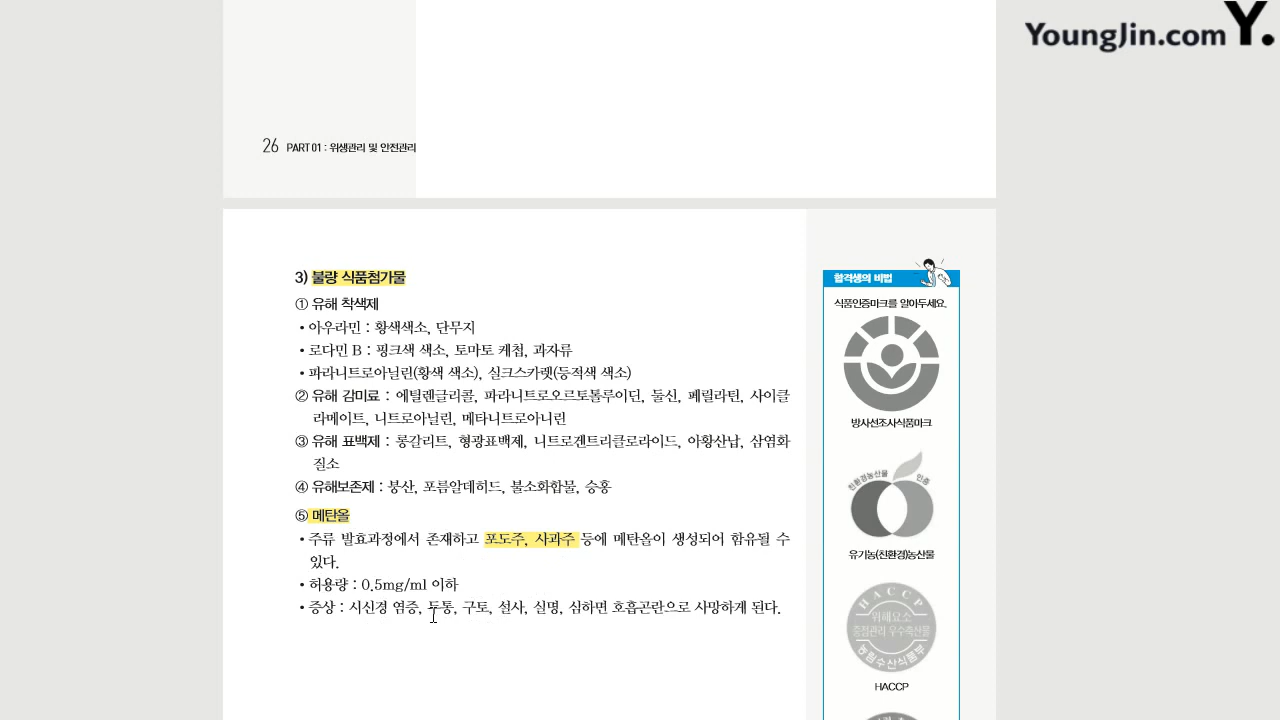 YoungJin.com Y.
26 PART 01 : 위생관리 및 안전관리
3) 불량 식품첨가물
① 유해 착색제
• 아우라민 : 황색색소, 단무지
• 로다민 B : 핑크색 색소, 토마토 케첩, 과자류
• 파라니트로아닐린(황색 색소), 실크스카렛(등적색 색소)
② 유해 감미료 : 에틸렌글리콜, 파라니트로오르토톨루이딘, 둘신, 페릴라틴, 사이클
라메이트, 니트로아닐린, 메타니트로아니린
③ 유해 표백제 : 롱갈리트, 형광표백제, 니트로겐트리클로라이드, 아황산납, 삼염화
질소
④ 유해보존제 : 붕산, 포름알데히드, 불소화합물, 승홍
⑤ 메탄올
• 주류 발효과정에서 존재하고 포도주, 사과주 등에 메탄올이 생성되어 함유될 수
있다.
• 허용량 : 0.5mg/ml 이하
• 증상 : 시신경 염증, 두통, 구토, 설사, 실명, 심하면 호흡곤란으로 사망하게 된다.
합격생의 비법
식품인증마크를 알아두세요.
방사선조사식품마크
친환경농산물 인증
유기농(친환경)농산물
HACCP
위해요소
중점관리 우수축산물
농림수산식품부
HACCP